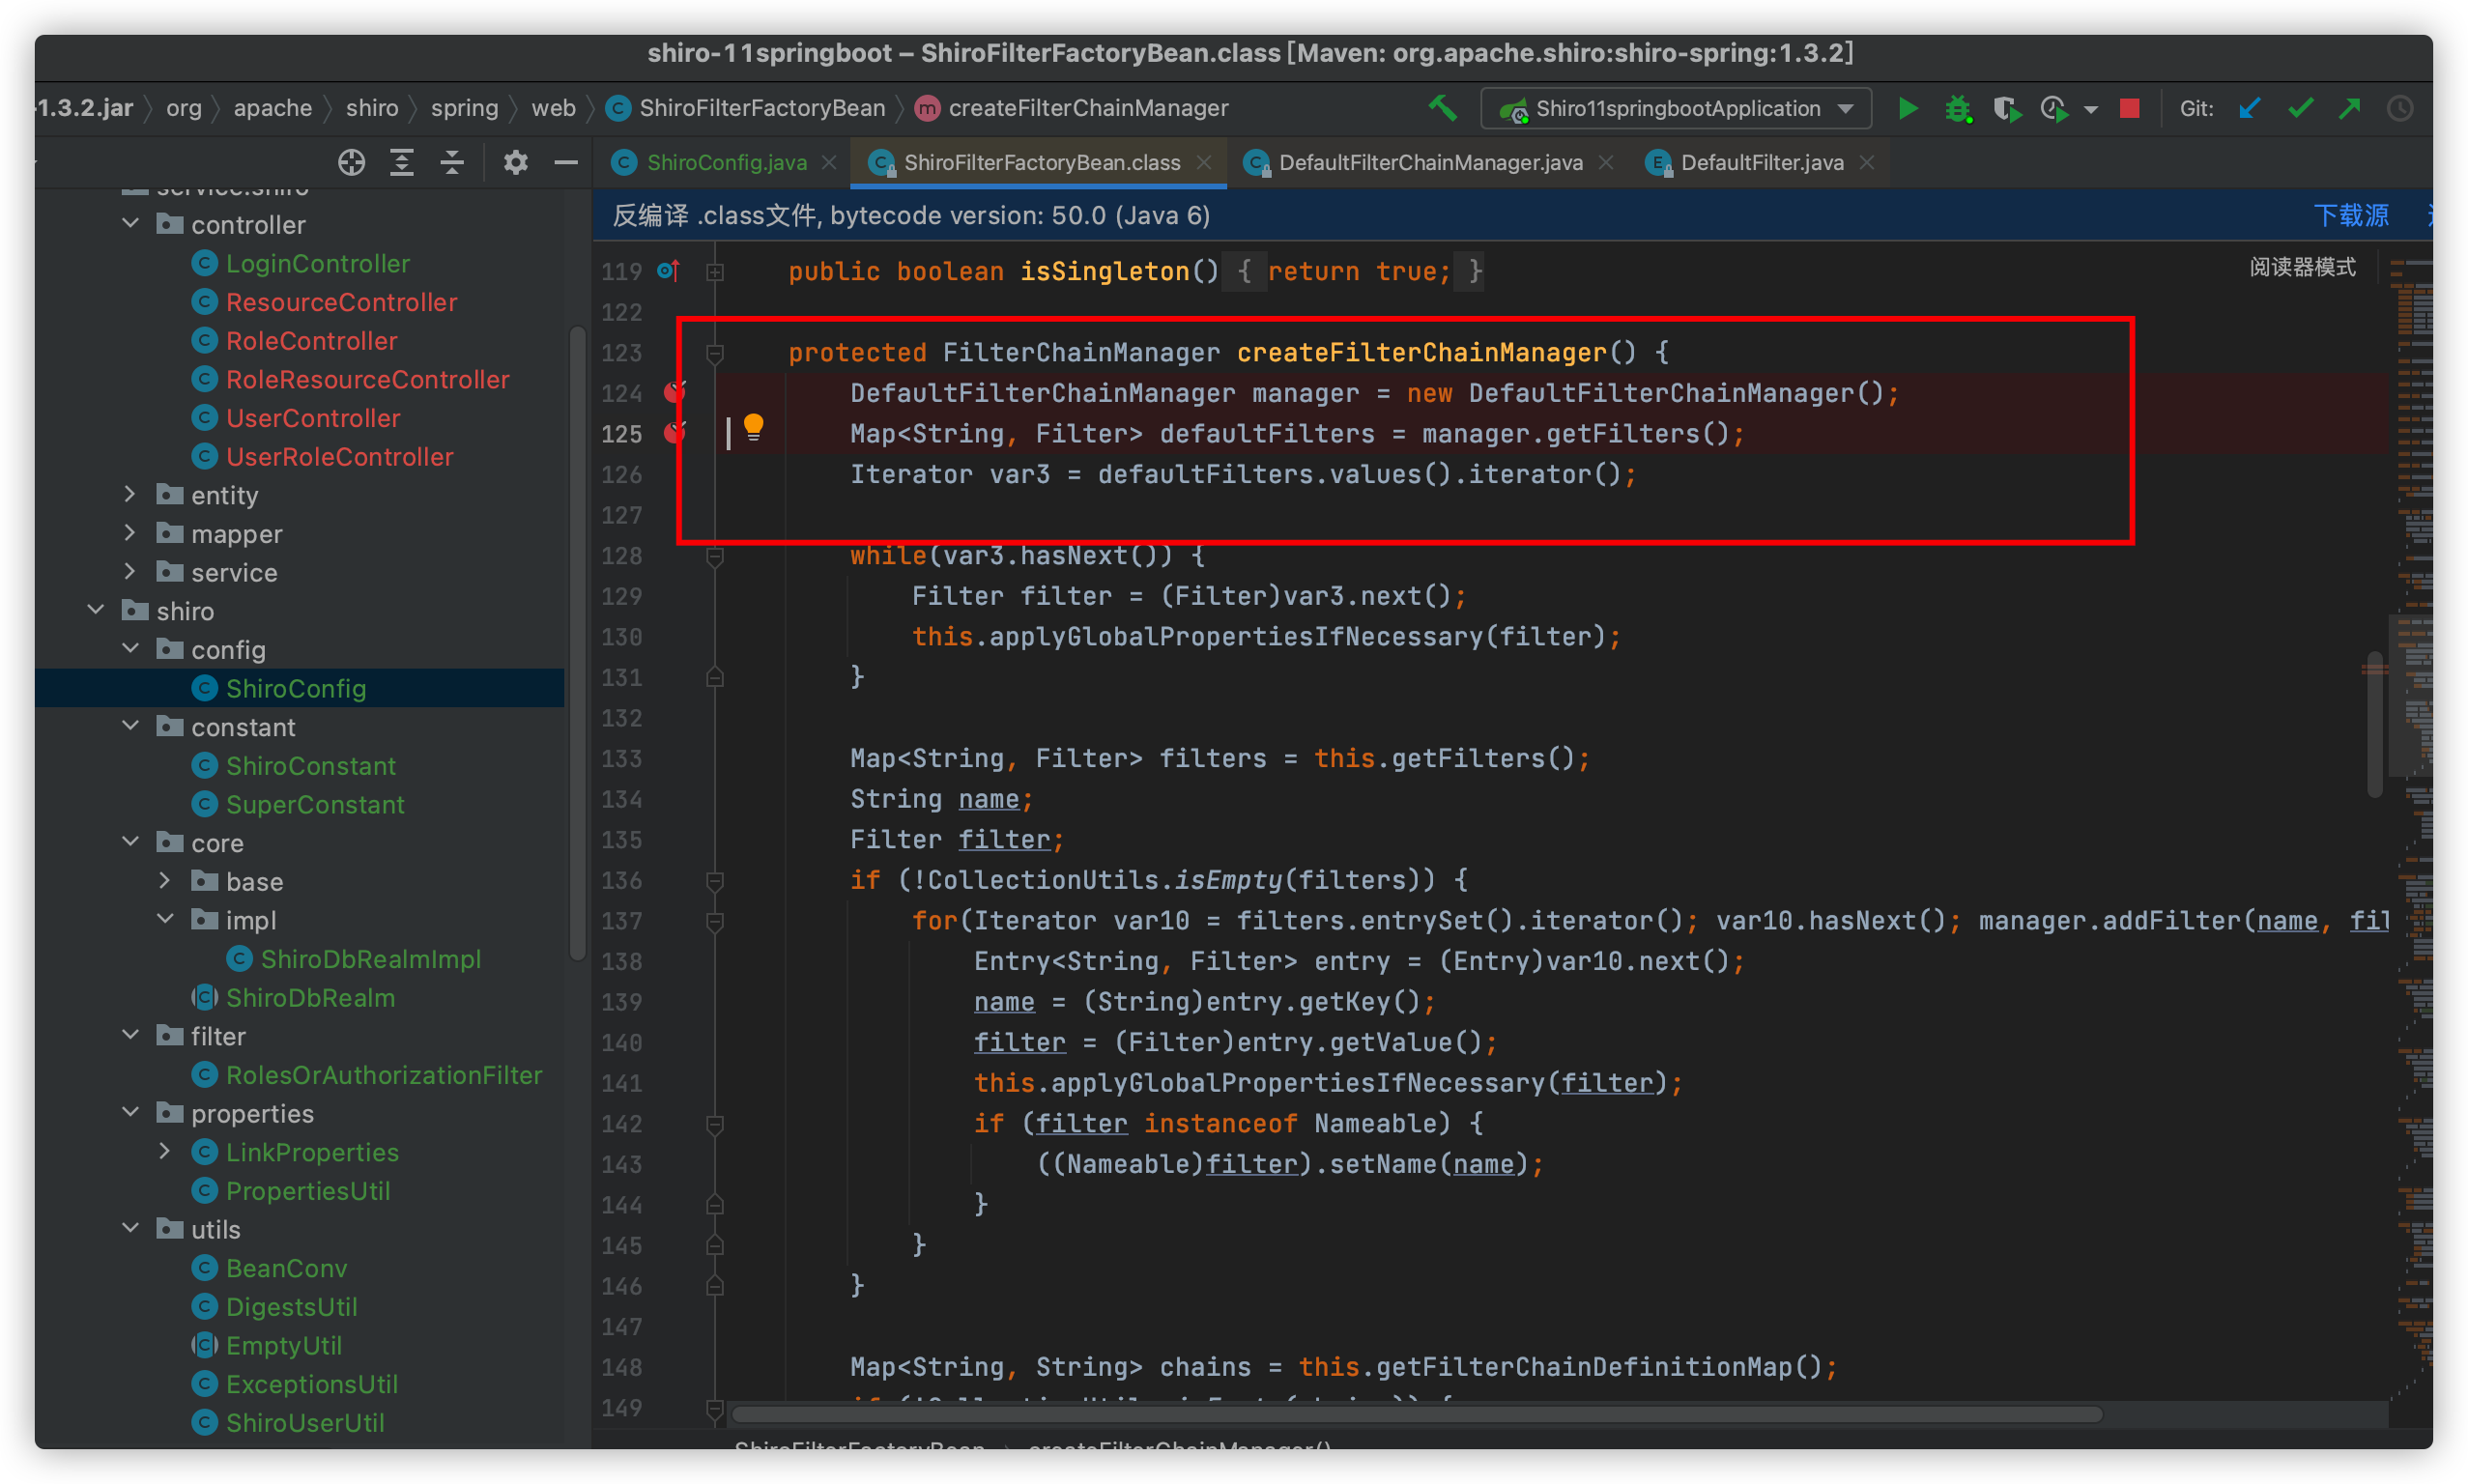 shiro-11springboot – ShiroFilterFactoryBean.class [Maven: org.apache.shiro:shiro-spring:1.3.2]
-1.3.2.jar org apache shiro spring web ShiroFilterFactoryBean createFilterChainManager Shiro11springbootApplication Git:
ShiroConfig.java ShiroFilterFactoryBean.class DefaultFilterChainManager.java DefaultFilter.java
service.shiro
controller
LoginController
ResourceController
RoleController
RoleResourceController
UserController
UserRoleController
entity
mapper
service
shiro
config
ShiroConfig
constant
ShiroConstant
SuperConstant
core
base
impl
ShiroDbRealmImpl
ShiroDbRealm
filter
RolesOrAuthorizationFilter
properties
LinkProperties
PropertiesUtil
utils
BeanConv
DigestsUtil
EmptyUtil
ExceptionsUtil
ShiroUserUtil
反编译 .class文件, bytecode version: 50.0 (Java 6) 下载源
阅读器模式
119 public boolean isSingleton() { return true; }
122
123 protected FilterChainManager createFilterChainManager() {
124 DefaultFilterChainManager manager = new DefaultFilterChainManager();
125 Map<String, Filter> defaultFilters = manager.getFilters();
126 Iterator var3 = defaultFilters.values().iterator();
127
128 while(var3.hasNext()) {
129 Filter filter = (Filter)var3.next();
130 this.applyGlobalPropertiesIfNecessary(filter);
131 }
132
133 Map<String, Filter> filters = this.getFilters();
134 String name;
135 Filter filter;
136 if (!CollectionUtils.isEmpty(filters)) {
137 for(Iterator var10 = filters.entrySet().iterator(); var10.hasNext(); manager.addFilter(name, fil
138 Entry<String, Filter> entry = (Entry)var10.next();
139 name = (String)entry.getKey();
140 filter = (Filter)entry.getValue();
141 this.applyGlobalPropertiesIfNecessary(filter);
142 if (filter instanceof Nameable) {
143 ((Nameable)filter).setName(name);
144 }
145 }
146 }
147
148 Map<String, String> chains = this.getFilterChainDefinitionMap();
149
ShiroFilterFactoryBean createFilterChainManager()